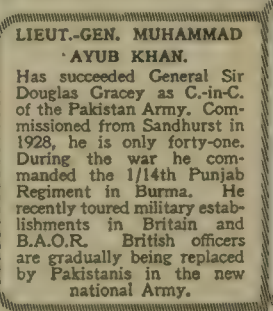 LIEUT.-GEN. MUHAMMAD
AYUB KHAN.
Has succeeded General Sir
Douglas Gracey as C.-in-C.
of the Pakistan Army. Com-
missioned from Sandhurst in
1928, he is only forty-one.
During the war he com-
manded the 1/14th Punjab
Regiment in Burma. He
recently toured military estab-
lishments in Britain and
B.A.O.R. British officers
are gradually being replaced
by Pakistanis in the new
national Army.